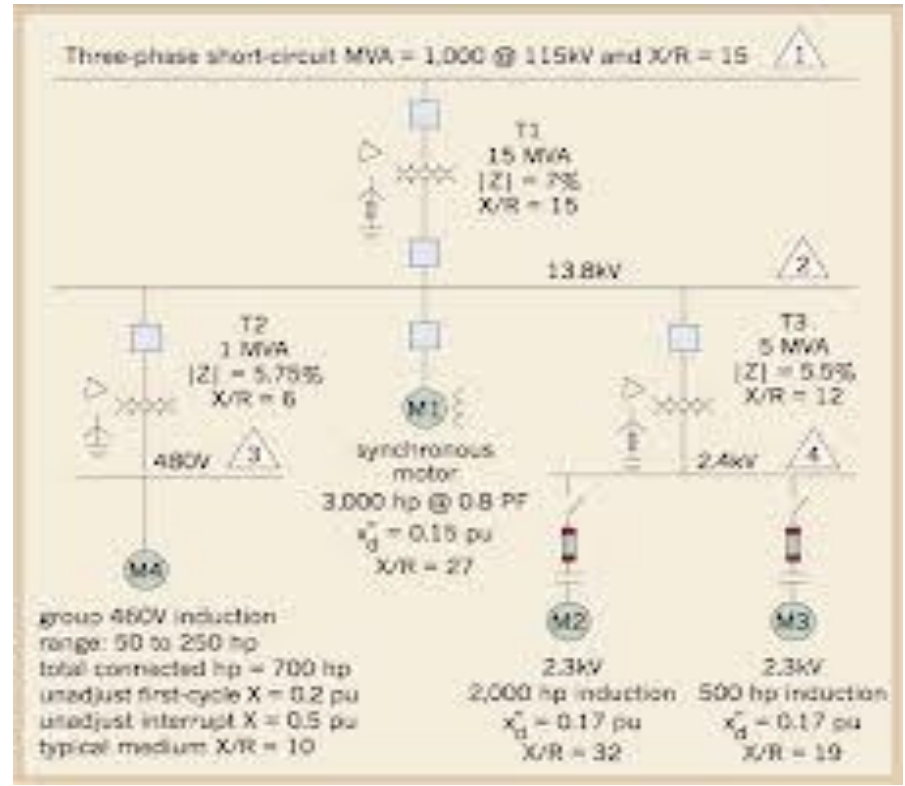 Three-phase short-circuit MVA = 1,000 @ 115kV and X/R = 15
1
T1
15 MVA
|Z| = 7%
X/R = 15
13.8kV
2
T2
1 MVA
|Z| = 5.75%
X/R = 6
T3
5 MVA
|Z| = 5.5%
X/R = 12
M1
480V
3
2.4kV
4
synchronous
motor
3,000 hp @ 0.8 PF
x"d = 0.15 pu
X/R = 27
M4
group 460V induction
range: 50 to 250 hp
total connected hp = 700 hp
unadjust first-cycle X = 0.2 pu
unadjust interrupt X = 0.5 pu
typical medium X/R = 10
M2
2.3kV
2,000 hp induction
x"d = 0.17 pu
X/R = 32
M3
2.3kV
500 hp induction
x"d = 0.17 pu
X/R = 19